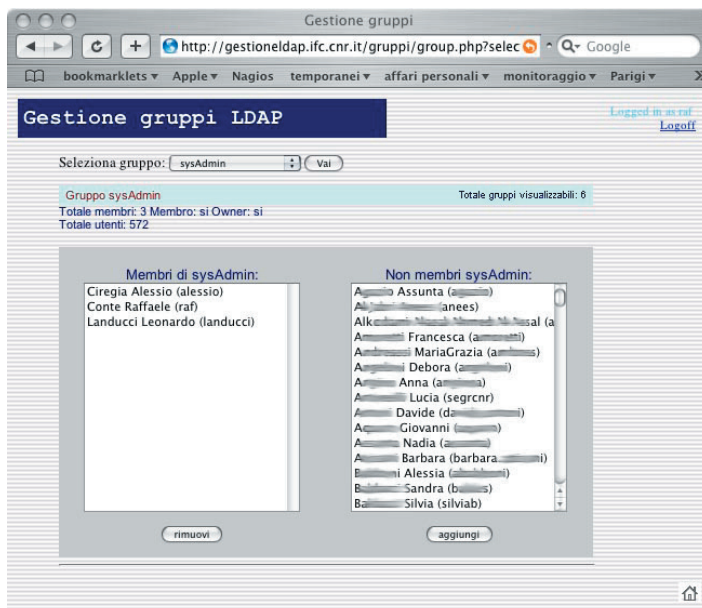 Gestione gruppi
http://gestioneldap.ifc.cnr.it/gruppi/group.php?selec
Google
bookmarklets Apple Nagios temporanei affari personali monitoraggio Parigi
Gestione gruppi LDAP
Logged in as raf
Logoff
Seleziona gruppo: sysAdmin Vai
Gruppo sysAdmin Totale gruppi visualizzabili: 6
Totale membri: 3 Membro: si Owner: si
Totale utenti: 572
Membri di sysAdmin:
Ciregia Alessio (alessio)
Conte Raffaele (raf)
Landucci Leonardo (landucci)
rimuovi
Non membri sysAdmin:
Assunta
anees)
Francesca
MariaGrazia
Debora
Anna
Lucia (segrcnr)
Davide
Giovanni
Nadia
Barbara (barbara
Alessia
Sandra
Silvia (silviab)
aggiungi